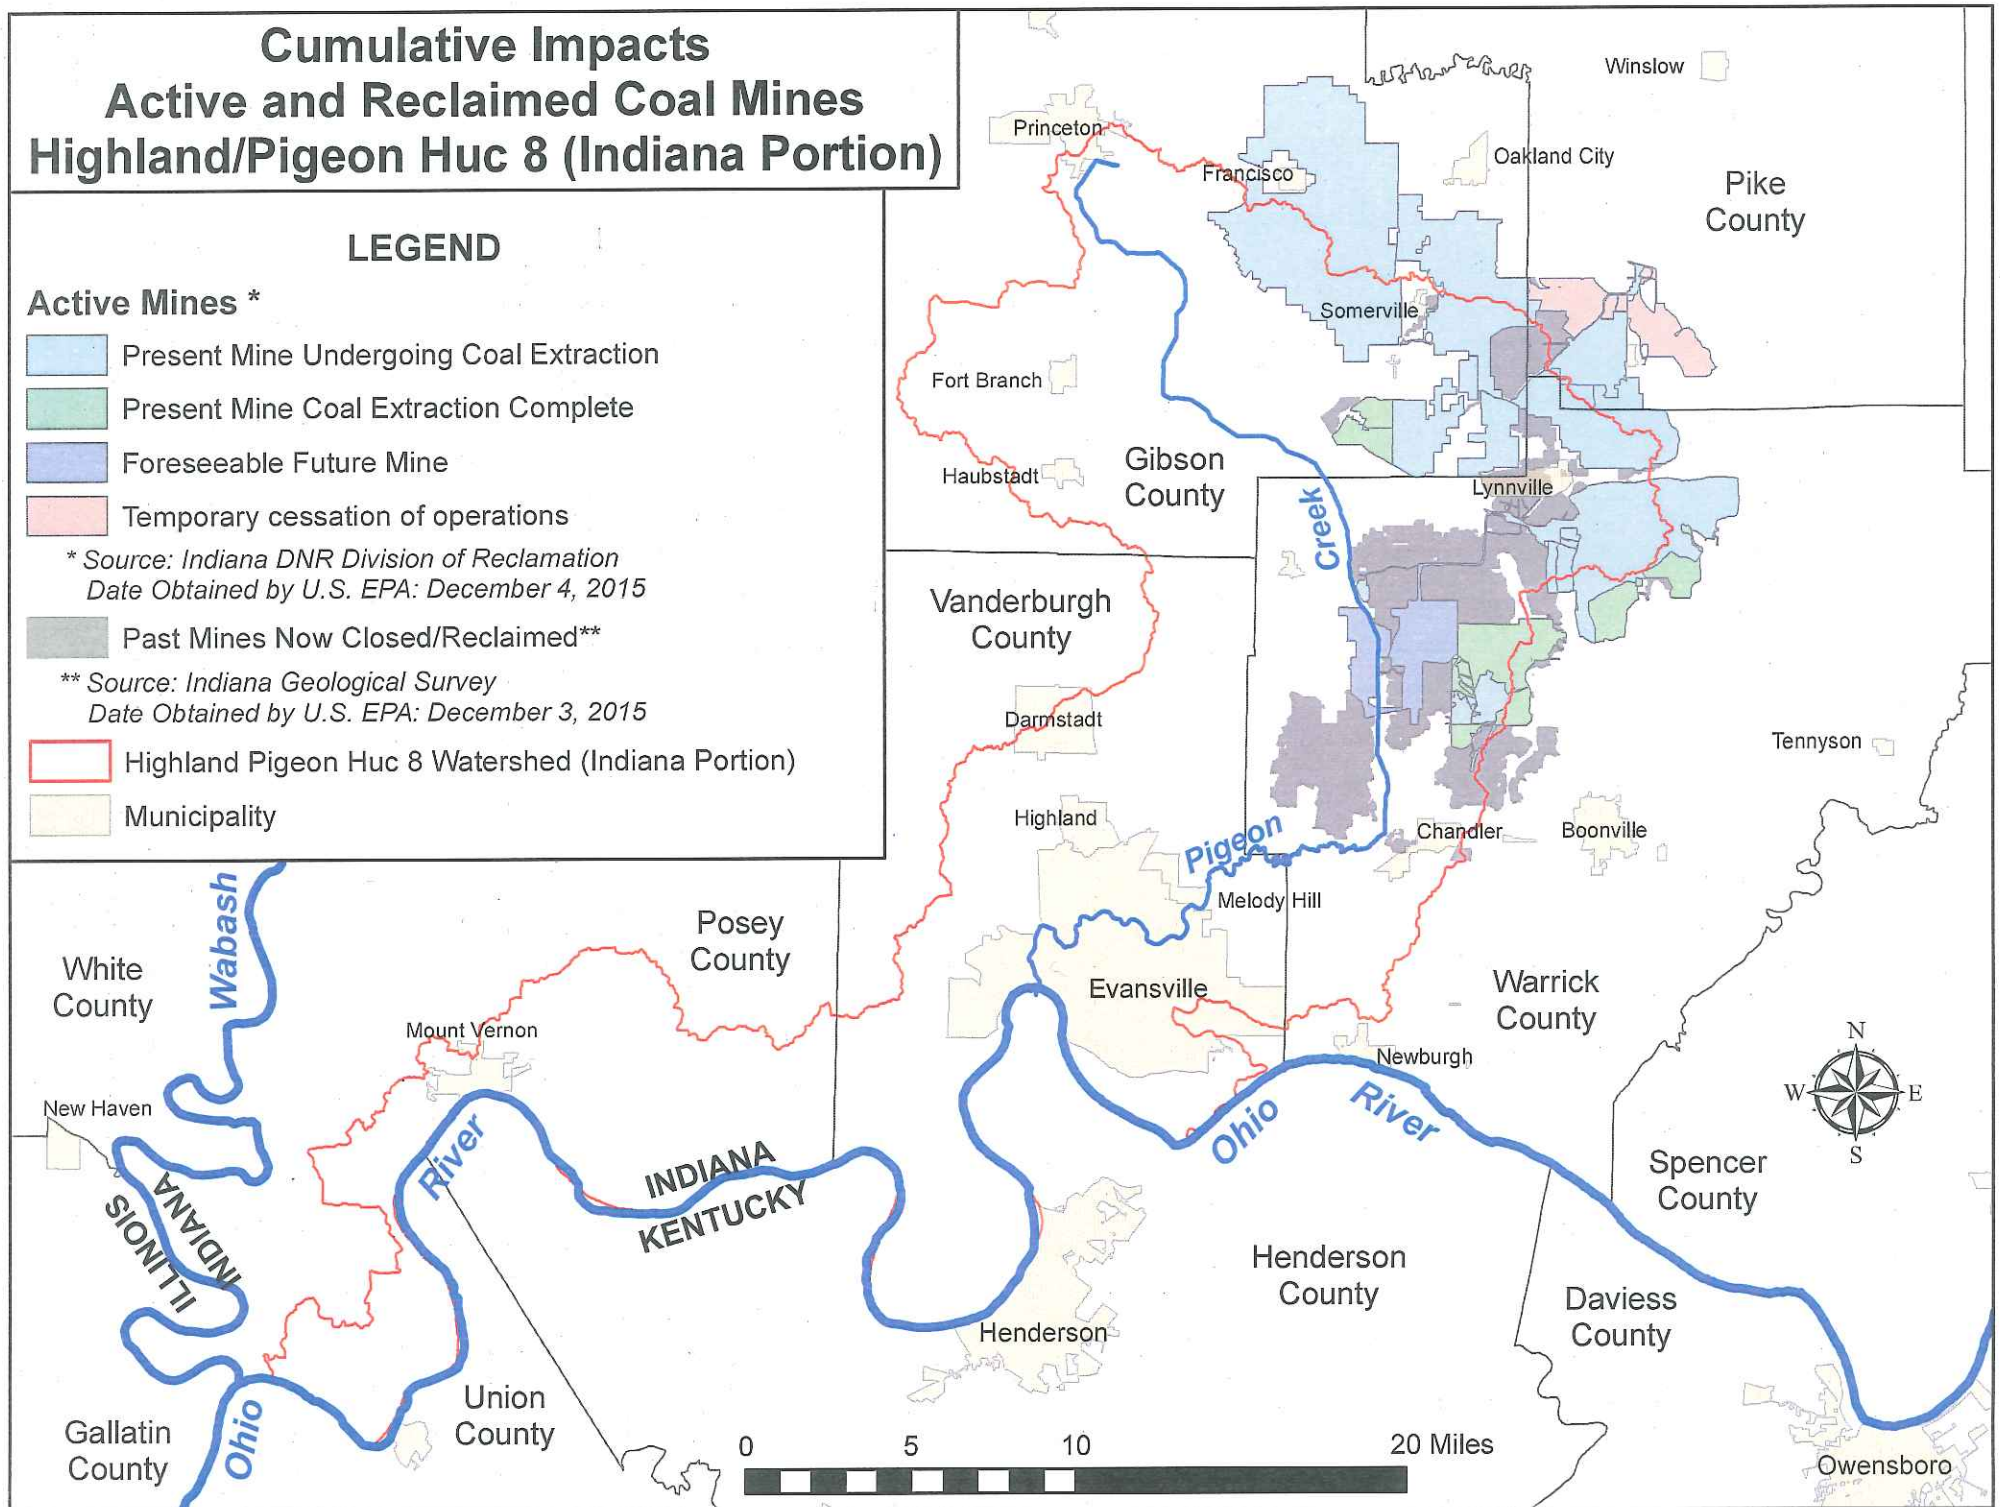 Cumulative Impacts
Active and Reclaimed Coal Mines
Highland/Pigeon Huc 8 (Indiana Portion)
LEGEND
Active Mines *
Present Mine Undergoing Coal Extraction
Present Mine Coal Extraction Complete
Foreseeable Future Mine
Temporary cessation of operations
* Source: Indiana DNR Division of Reclamation
Date Obtained by U.S. EPA: December 4, 2015
Past Mines Now Closed/Reclaimed**
** Source: Indiana Geological Survey
Date Obtained by U.S. EPA: December 3, 2015
Highland Pigeon Huc 8 Watershed (Indiana Portion)
Municipality
Winslow
Princeton
Oakland City
Francisco
Pike
County
Somerville
Fort Branch
Gibson
County
Haubstadt
Lynnville
Creek
Vanderburgh
County
Darmstadt
Tennyson
Highland
Chandler
Boonville
Pigeon
Melody Hill
Wabash
Posey
County
White
County
Evansville
Warrick
County
Mount Vernon
Newburgh
N
W
E
S
New Haven
River
Ohio
River
INDIANA
KENTUCKY
ILLINOIS
INDIANA
Spencer
County
Henderson
County
Daviess
County
Henderson
Union
County
Gallatin
County
Ohio
0 5 10 20 Miles
Owensboro